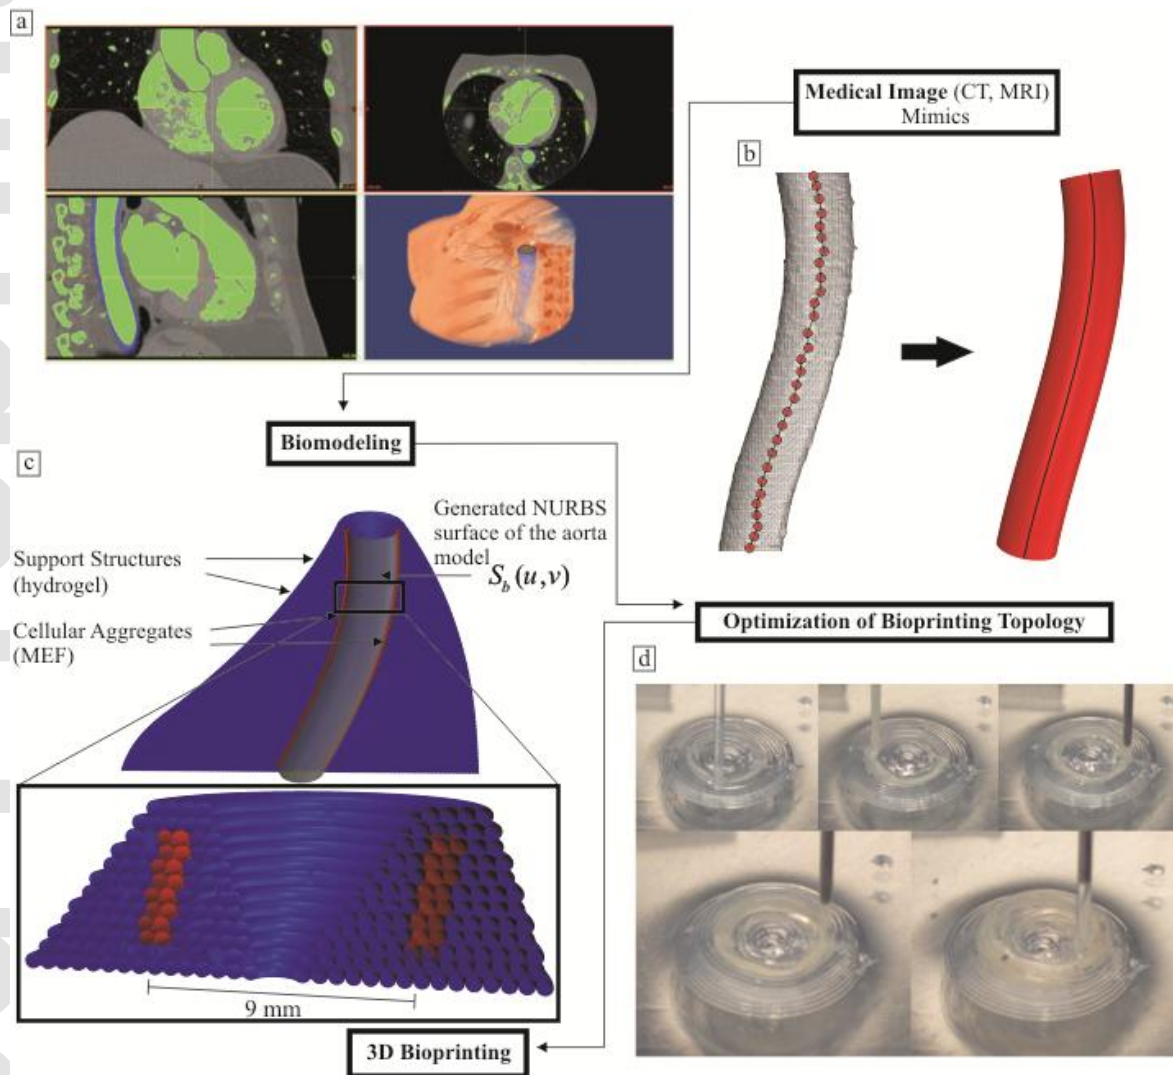 a
Medical Image (CT, MRI)
Mimics
b
Biomodeling
c
Generated NURBS
surface of the aorta
model
S_b(u,v)
Support Structures
(hydrogel)
Cellular Aggregates
(MEF)
Optimization of Bioprinting Topology
d
9 mm
3D Bioprinting